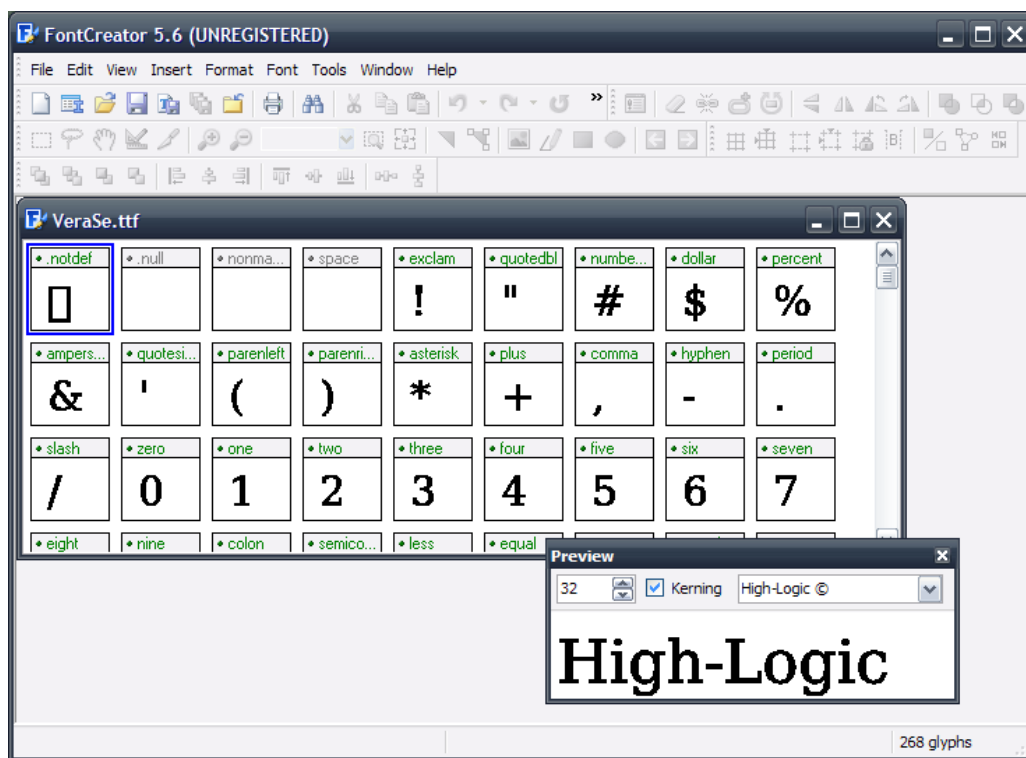 FontCreator 5.6 (UNREGISTERED)
File Edit View Insert Format Font Tools Window Help
VeraSe.ttf
.notdef .null nonma... space exclam quotedbl numbe... dollar percent
! " # $ %
ampers... quotesi... parenleft parenri... asterisk plus comma hyphen period
& ' ( ) * + , - .
slash zero one two three four five six seven
/ 0 1 2 3 4 5 6 7
eight nine colon semico... less equal
Preview
32 Kerning High-Logic ©
High-Logic
268 glyphs